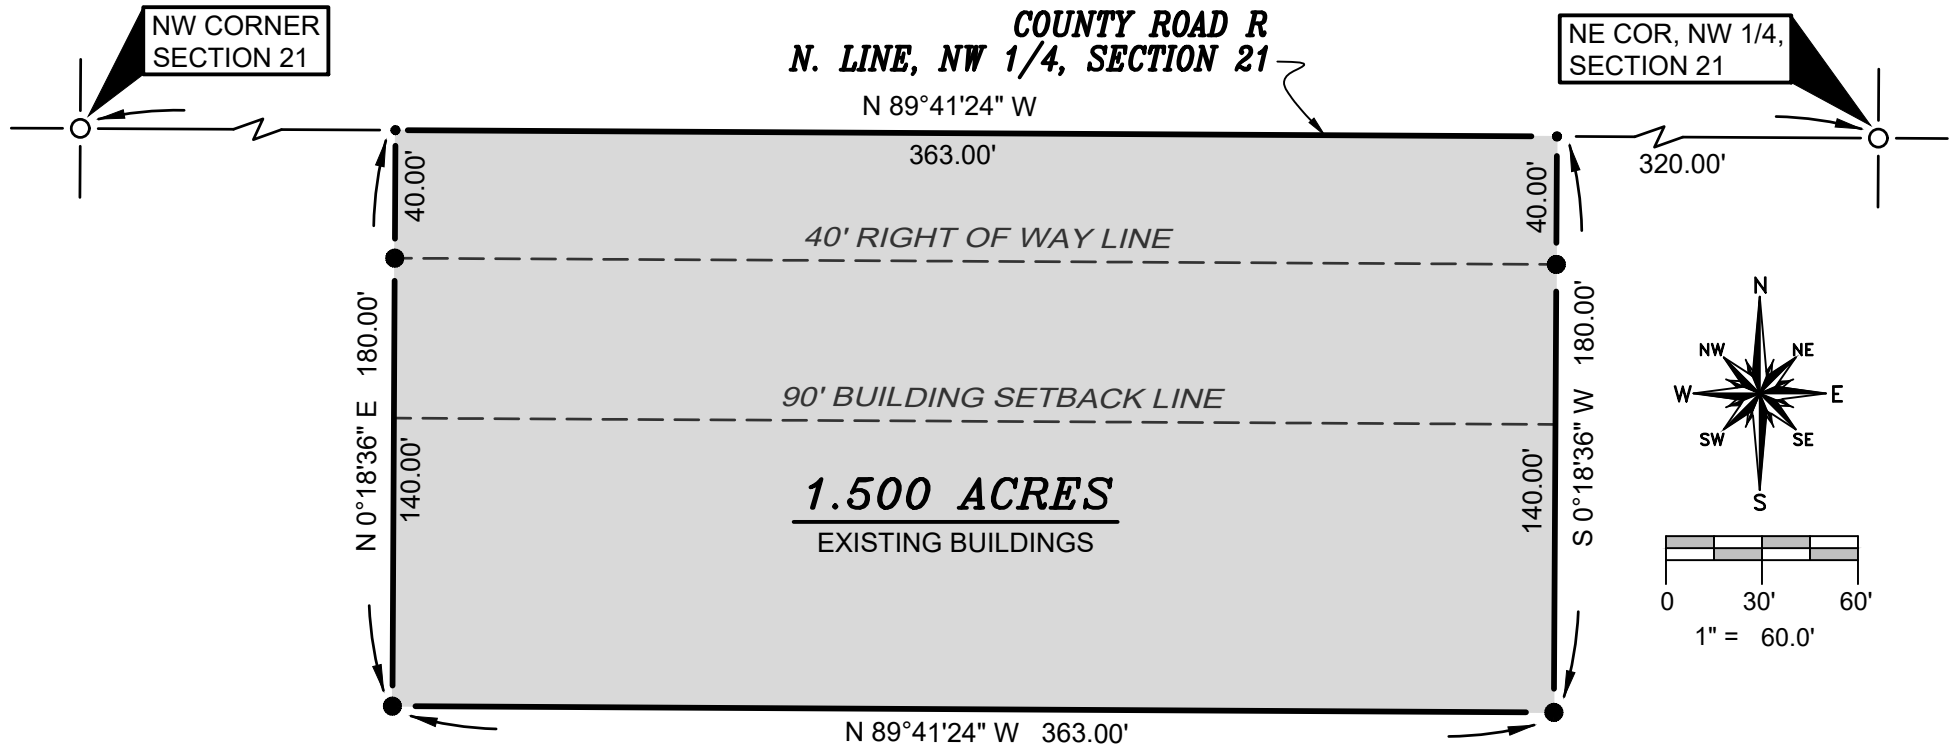 NW CORNER
SECTION 21
COUNTY ROAD R
N. LINE, NW 1/4, SECTION 21
NE COR, NW 1/4,
SECTION 21
N 89°41'24" W
363.00'
320.00'
40.00'
40.00'
40' RIGHT OF WAY LINE
N 0°18'36" E 180.00'
140.00'
90' BUILDING SETBACK LINE
1.500 ACRES
EXISTING BUILDINGS
140.00'
S 0°18'36" W 180.00'
N
NW
NE
W
E
SW
SE
S
0 30' 60'
1" = 60.0'
N 89°41'24" W 363.00'